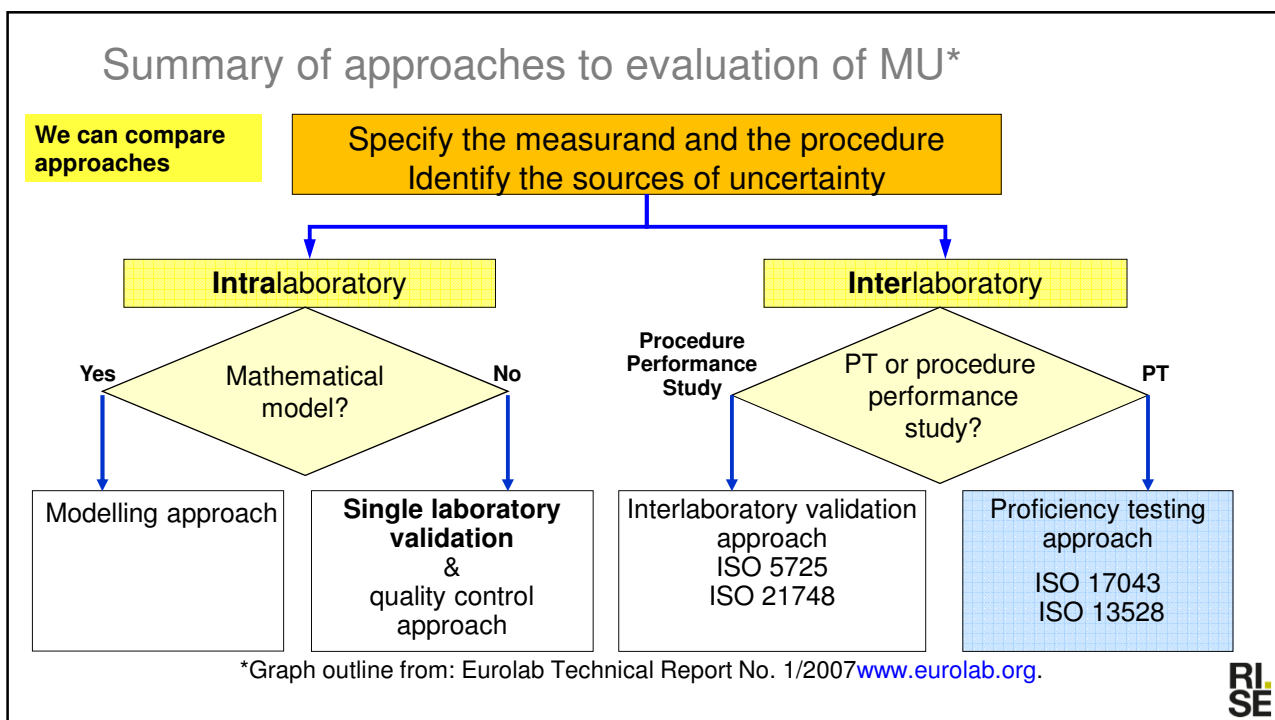 Summary of approaches to evaluation of MU*
We can compare
approaches
Specify the measurand and the procedure
Identify the sources of uncertainty
Intralaboratory
Interlaboratory
Yes
Mathematical
model?
No
Procedure
Performance
Study
PT or procedure
performance
study?
PT
Modelling approach
Single laboratory
validation
&
quality control
approach
Interlaboratory validation
approach
ISO 5725
ISO 21748
Proficiency testing
approach
ISO 17043
ISO 13528
*Graph outline from: Eurolab Technical Report No. 1/2007www.eurolab.org.
RI.
SE